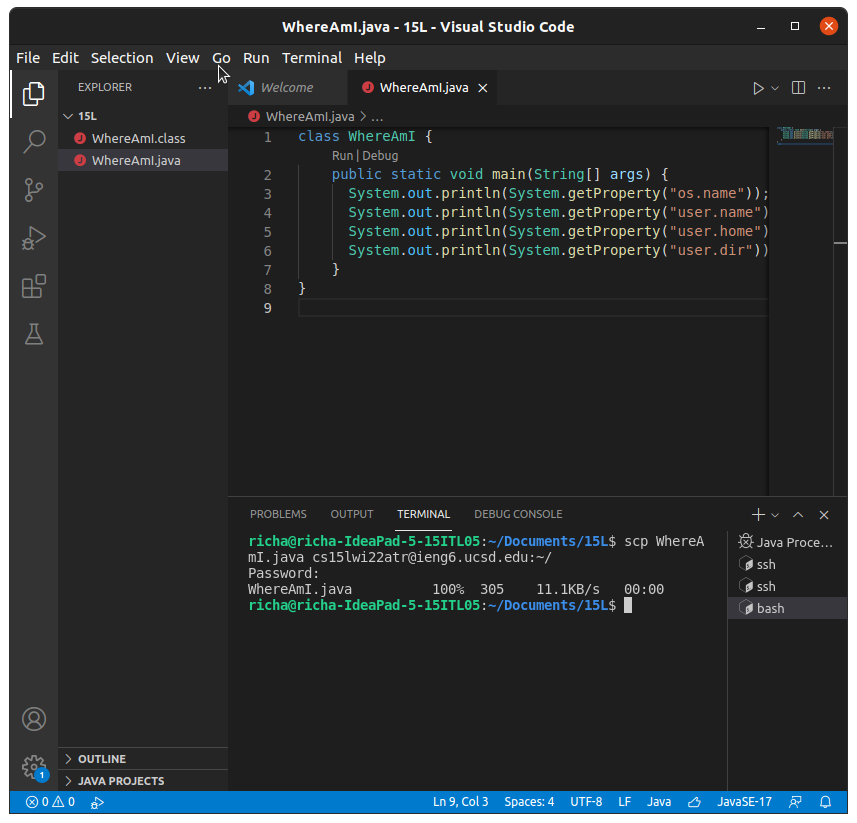 WhereAmI.java - 15L - Visual Studio Code
File Edit Selection View Go Run Terminal Help
EXPLORER
Welcome
WhereAmI.java
15L
WhereAmI.java > ...
WhereAmI.class
WhereAmI.java
1 class WhereAmI {
Run | Debug
2 public static void main(String[] args) {
3 System.out.println(System.getProperty("os.name"));
4 System.out.println(System.getProperty("user.name")
5 System.out.println(System.getProperty("user.home")
6 System.out.println(System.getProperty("user.dir"))
7 }
8 }
9
PROBLEMS OUTPUT TERMINAL DEBUG CONSOLE
richa@richa-IdeaPad-5-15ITL05:~/Documents/15L$ scp WhereA
mI.java cs15lwi22atr@ieng6.ucsd.edu:~/
Password:
WhereAmI.java 100% 305 11.1KB/s 00:00
richa@richa-IdeaPad-5-15ITL05:~/Documents/15L$
Java Proce...
ssh
ssh
bash
OUTLINE
JAVA PROJECTS
1
0 0
Ln 9, Col 3 Spaces: 4 UTF-8 LF Java JavaSE-17